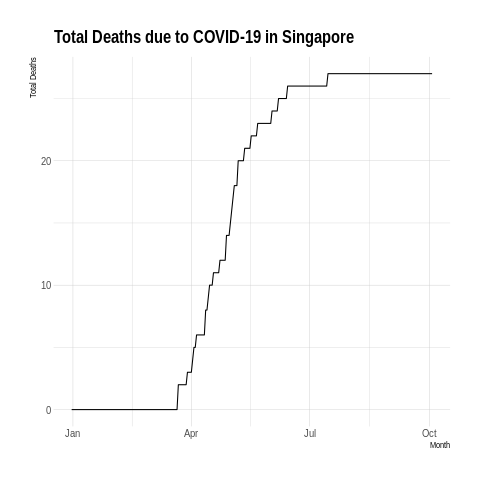 Total Deaths due to COVID-19 in Singapore
Total Deaths
20
10
0
Jan Apr Jul Oct
Month